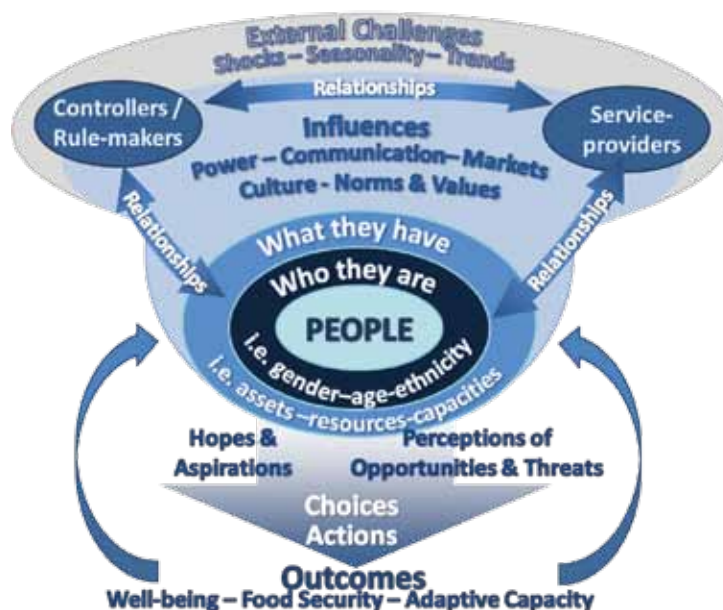 External Challenges
Shocks – Seasonality – Trends
Relationships
Controllers /
Rule-makers
Service-
providers
Influences
Power – Communication– Markets
Culture - Norms & Values
Relationships
Relationships
What they have
Who they are
PEOPLE
i.e. gender–age-ethnicity
i.e. assets –resources-capacities
Hopes &
Aspirations
Perceptions of
Opportunities & Threats
Choices
Actions
Outcomes
Well-being – Food Security – Adaptive Capacity